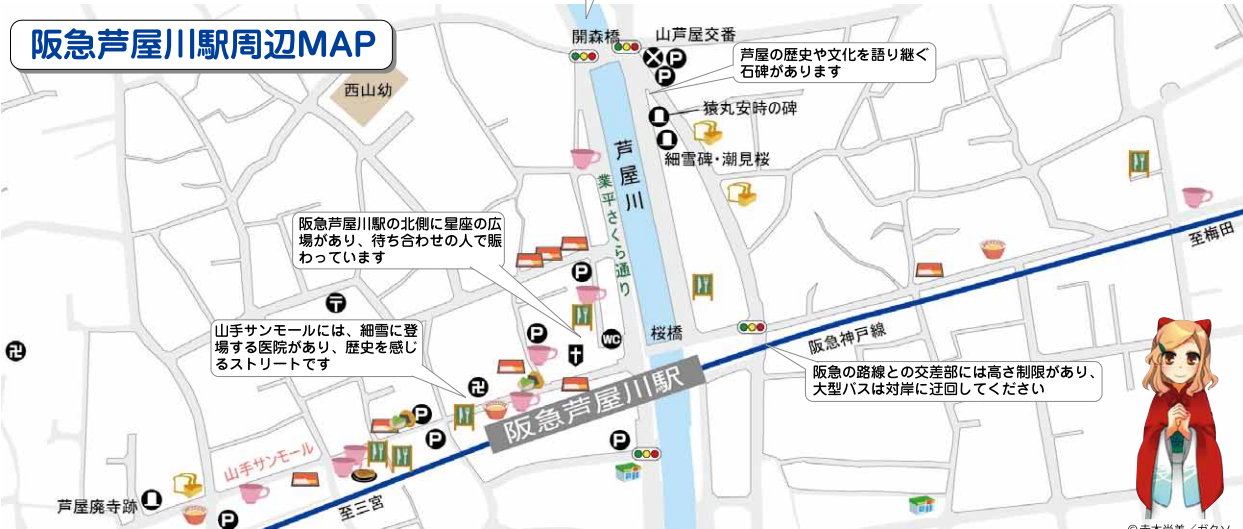 阪急芦屋川駅周辺MAP
開森橋
山芦屋交番
芦屋の歴史や文化を語り継ぐ
石碑があります
西山幼
猿丸安時の碑
細雪碑・潮見桜
芦屋川
業平さくら通り
阪急芦屋川駅の北側に星座の広
場があり、待ち合わせの人で賑
わっています
至梅田
P
P
P
〒
山手サンモールには、細雪に登
場する医院があり、歴史を感じ
るストリートです
P
WC
桜橋
阪急神戸線
卍
卍
阪急の路線との交差部には高さ制限があり、
大型バスは対岸に迂回してください
阪急芦屋川駅
P
P
P
山手サンモール
芦屋廃寺跡
至三宮
P